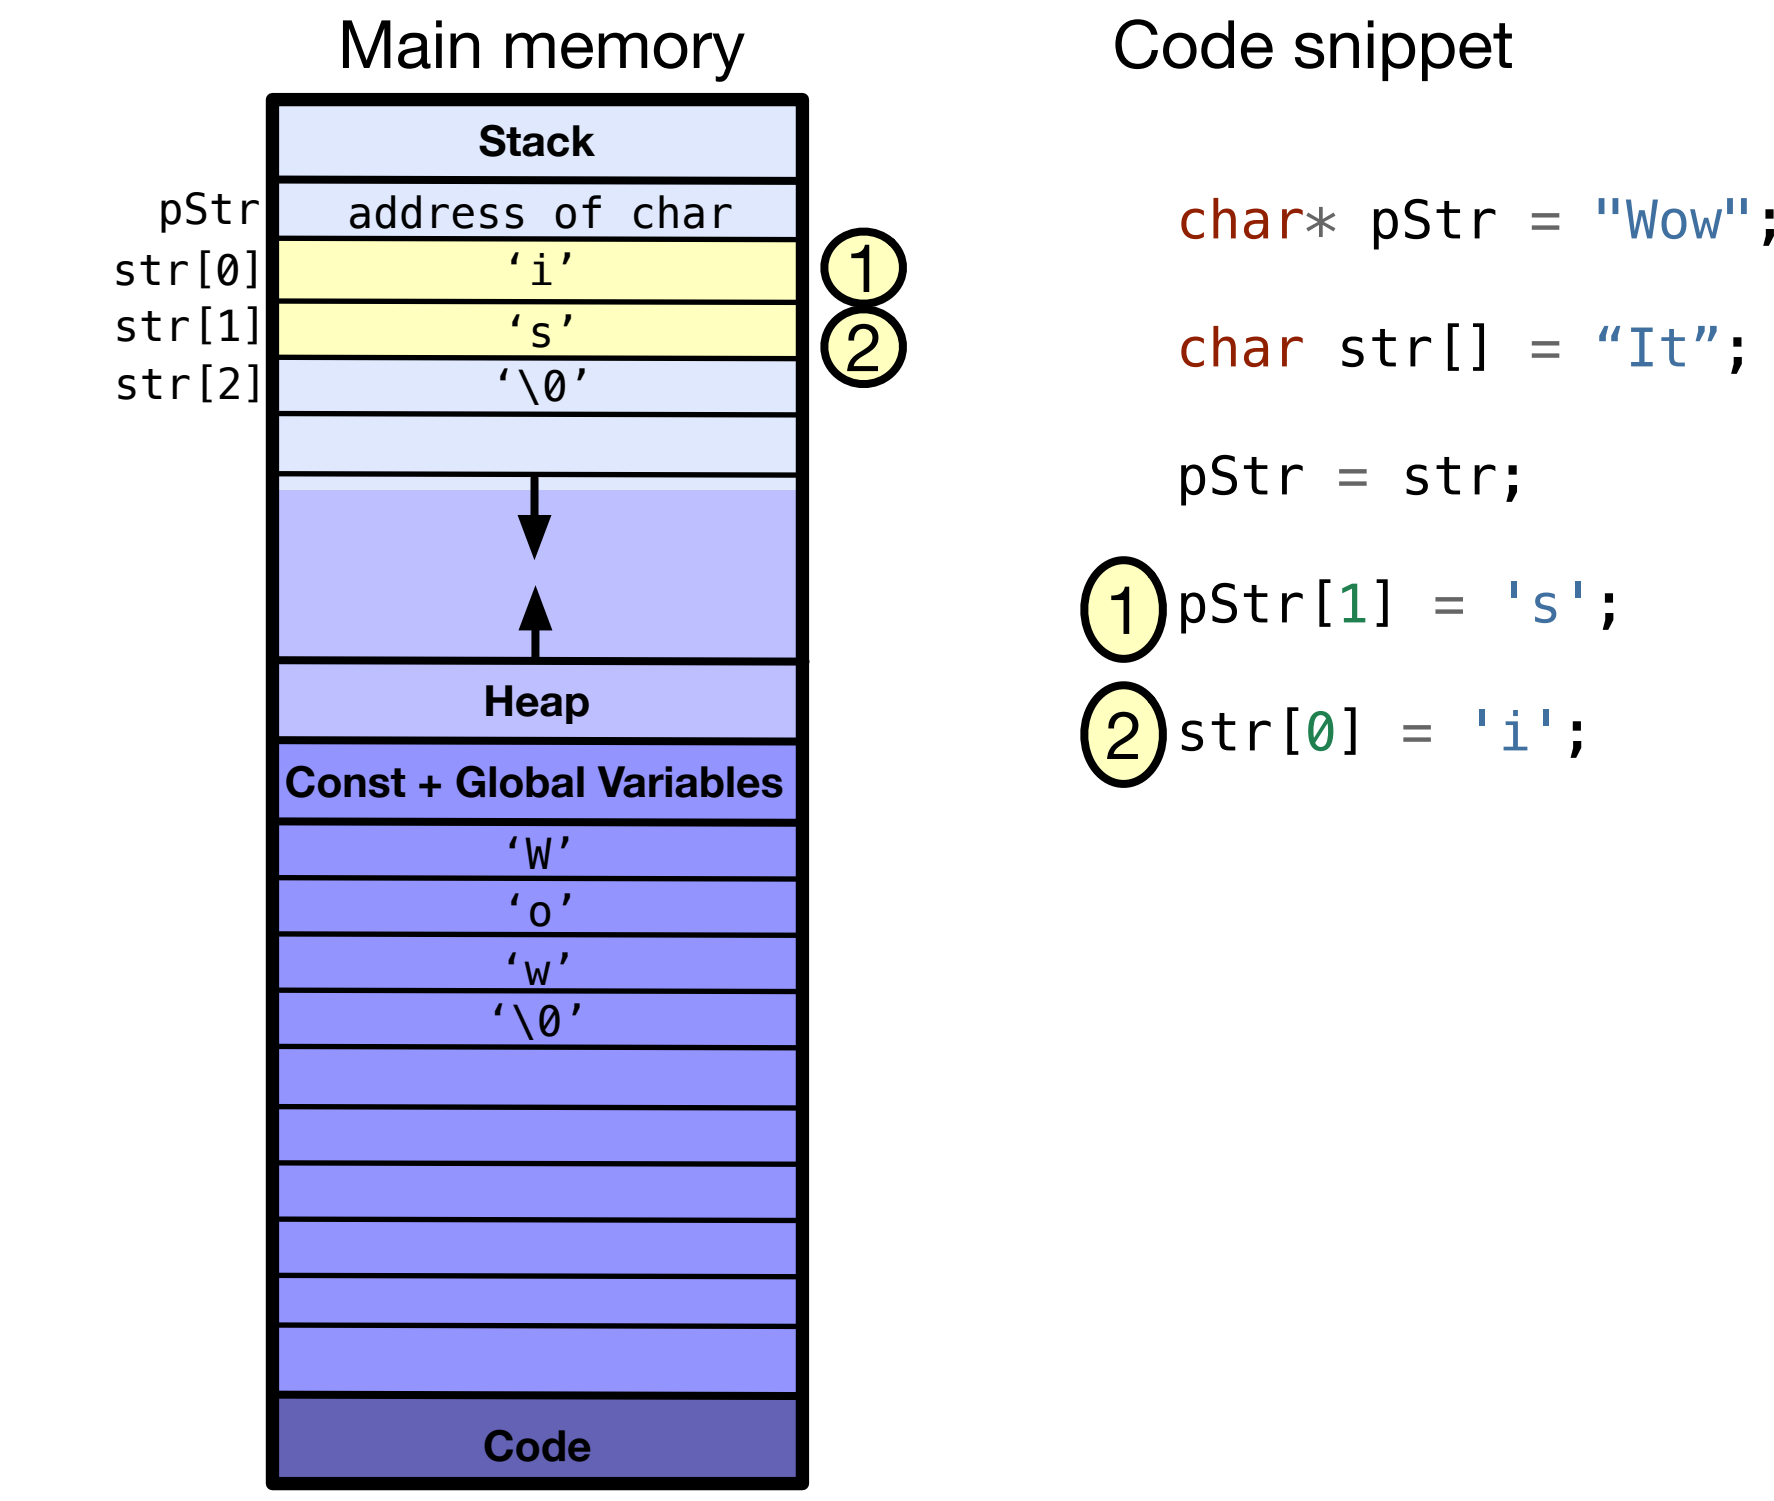 Main memory
Code snippet
Stack
pStr address of char
str[0] ‘i’ 1
str[1] ‘s’ 2
str[2] ‘\0’
Heap
Const + Global Variables
‘W’
‘o’
‘w’
‘\0’
Code
char* pStr = "Wow";
char str[] = “It”;
pStr = str;
1 pStr[1] = 's';
2 str[0] = 'i';